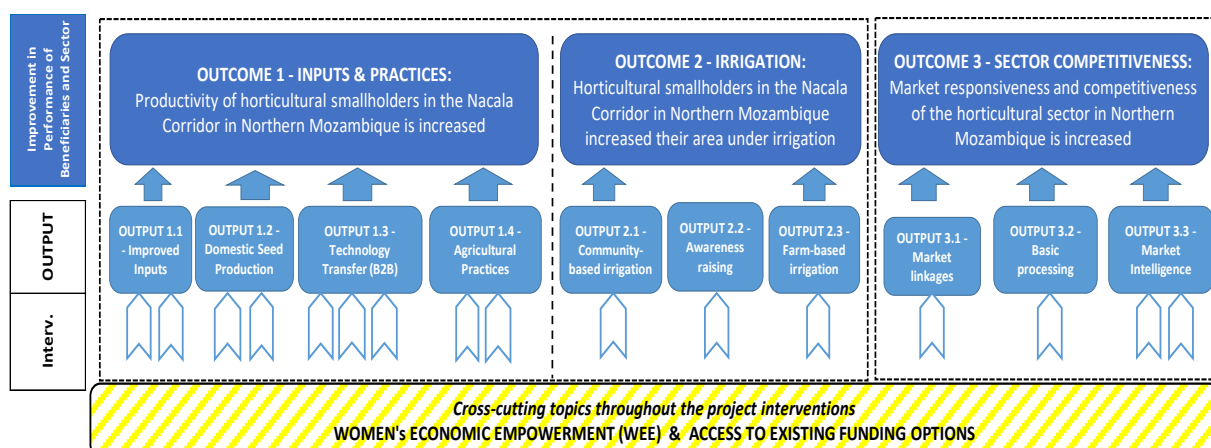 Improvement in
Performance of
Beneficiaries and Sector
OUTCOME 1 - INPUTS & PRACTICES:
Productivity of horticultural smallholders in the Nacala
Corridor in Northern Mozambique is increased
OUTCOME 2 - IRRIGATION:
Horticultural smallholders in the Nacala
Corridor in Northern Mozambique
increased their area under irrigation
OUTCOME 3 - SECTOR COMPETITIVENESS:
Market responsiveness and competitiveness
of the horticultural sector in Northern
Mozambique is increased
OUTPUT
OUTPUT 1.1
- Improved
Inputs
OUTPUT 1.2 -
Domestic Seed
Production
OUTPUT 1.3 -
Technology
Transfer (B2B)
OUTPUT 1.4 -
Agricultural
Practices
OUTPUT 2.1 -
Community-
based irrigation
OUTPUT 2.2 -
Awareness
raising
OUTPUT 2.3 -
Farm-based
irrigation
OUTPUT 3.1 -
Market
linkages
OUTPUT 3.2 -
Basic
processing
OUTPUT 3.3 -
Market
Intelligence
Interv.
Cross-cutting topics throughout the project interventions
WOMEN's ECONOMIC EMPOWERMENT (WEE) & ACCESS TO EXISTING FUNDING OPTIONS